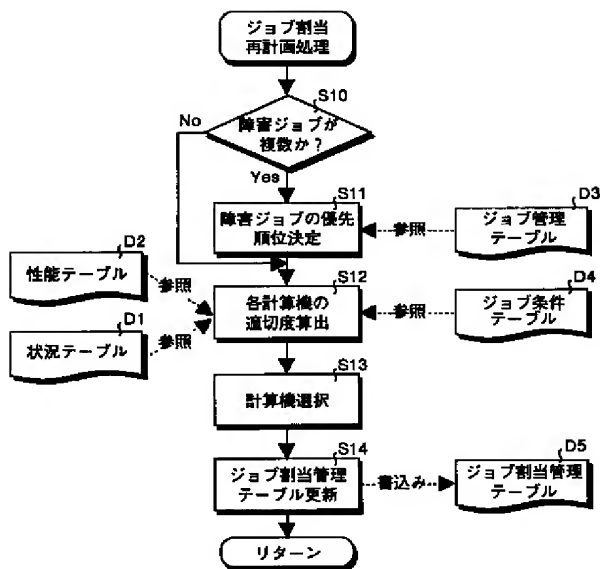 ジョブ割当
再計画処理
S10
No
障害ジョブが
複数か？
Yes
S11
D3
障害ジョブの優先
順位決定
参照
ジョブ管理
テーブル
D2
性能テーブル
参照
S12
D4
各計算機の
適切度算出
参照
ジョブ条件
テーブル
D1
状況テーブル
参照
S13
計算機選択
S14
D5
ジョブ割当管理
テーブル更新
書込み
ジョブ割当管理
テーブル
リターン